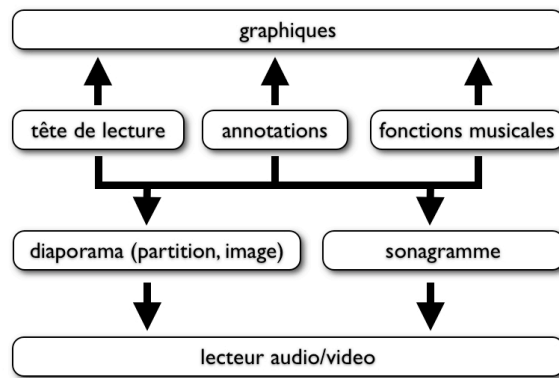 graphiques
tête de lecture
annotations
fonctions musicales
diaporama (partition, image)
sonagramme
lecteur audio/video